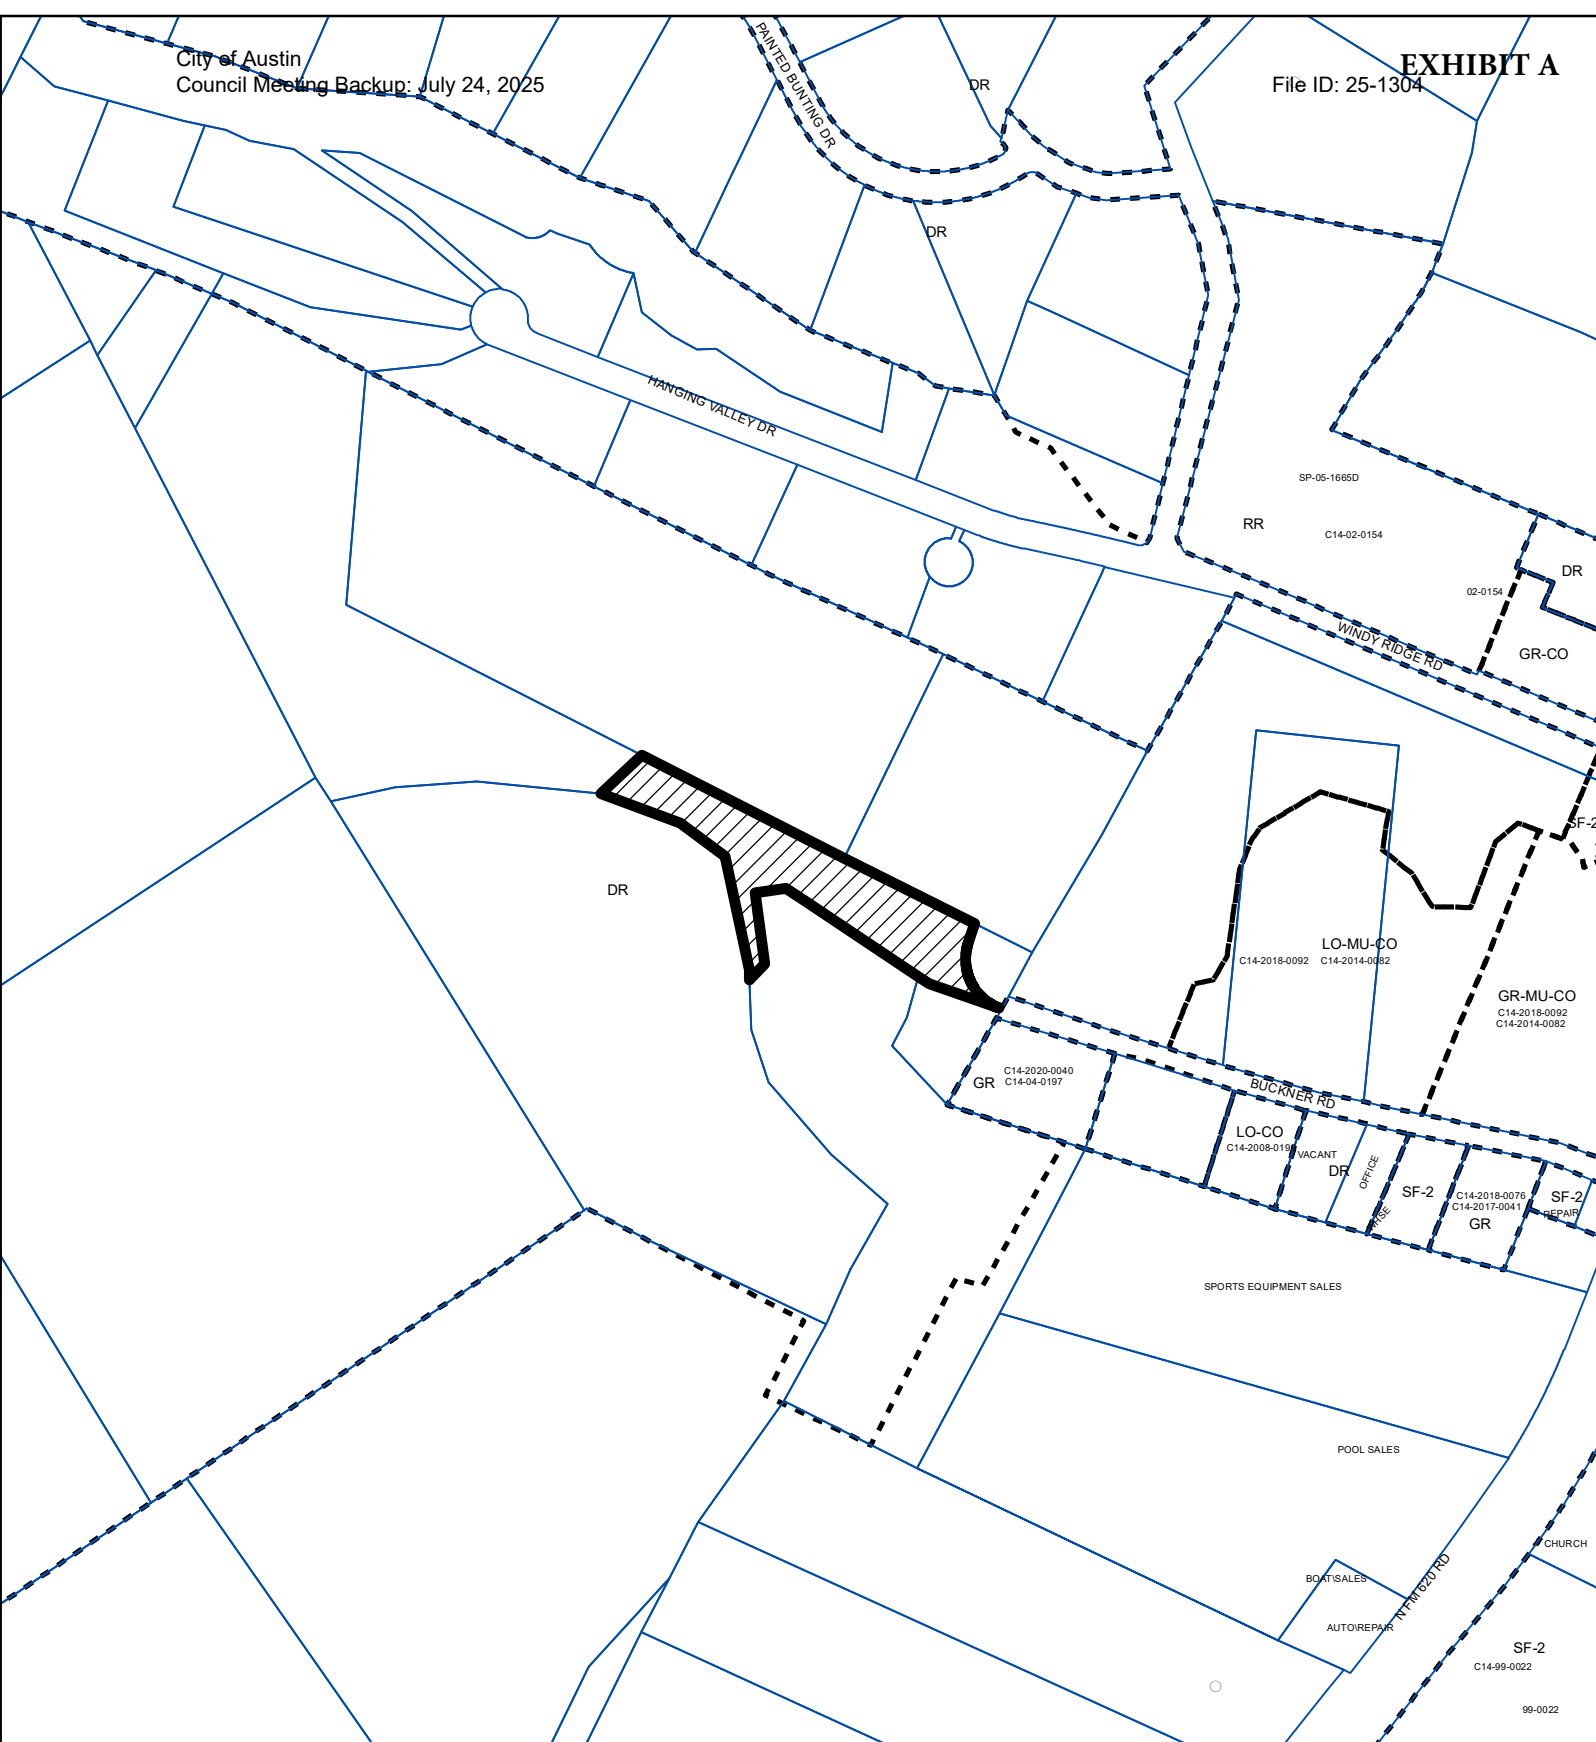 City of Austin
Council Meeting Backup: July 24, 2025
EXHIBIT A
File ID: 25-1304
PAINTED BUNTING DR
DR
DR
HANGING VALLEY DR
SP-05-1665D
RR
C14-02-0154
DR
02-0154
WINDY RIDGE RD
GR-CO
SF-2
DR
LO-MU-CO
C14-2018-0092
C14-2014-0082
GR-MU-CO
C14-2018-0092
C14-2014-0082
GR
C14-2020-0040
C14-04-0197
BUCKNER RD
LO-CO
C14-2008-019
VACANT
DR
OFFICE
WHSE
SF-2
C14-2018-0076
C14-2017-0041
GR
SF-2
REPAIR
SPORTS EQUIPMENT SALES
POOL SALES
CHURCH
BOAT\SALES
N FM 620 RD
AUTO\REPAIR
SF-2
C14-99-0022
99-0022